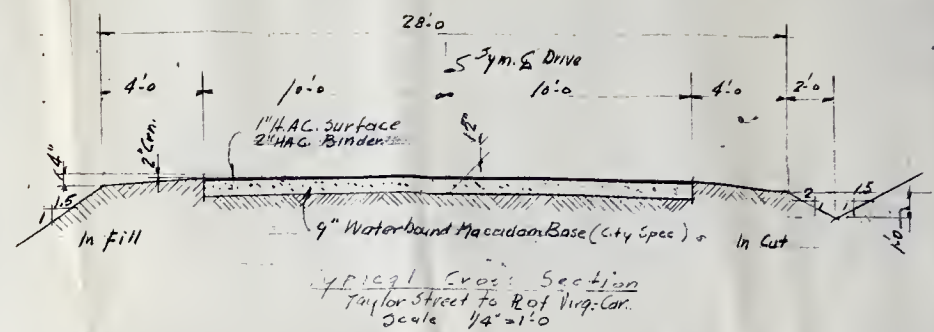 28'-0
Sym. ℄ Drive
4'-0
10'-0
10'-0
4'-0
2'-0
1" H.A.C. Surface
2" HAC. Binder
12"
4"
2" Crn.
1.5
1
2
1
1.5
1
1'-0
In Fill
9" Waterbound Macadam Base (City Spec)
In Cut
Typical Cross Section
Taylor Street to R of Virg.-Car.
Scale 1/4" = 1'-0